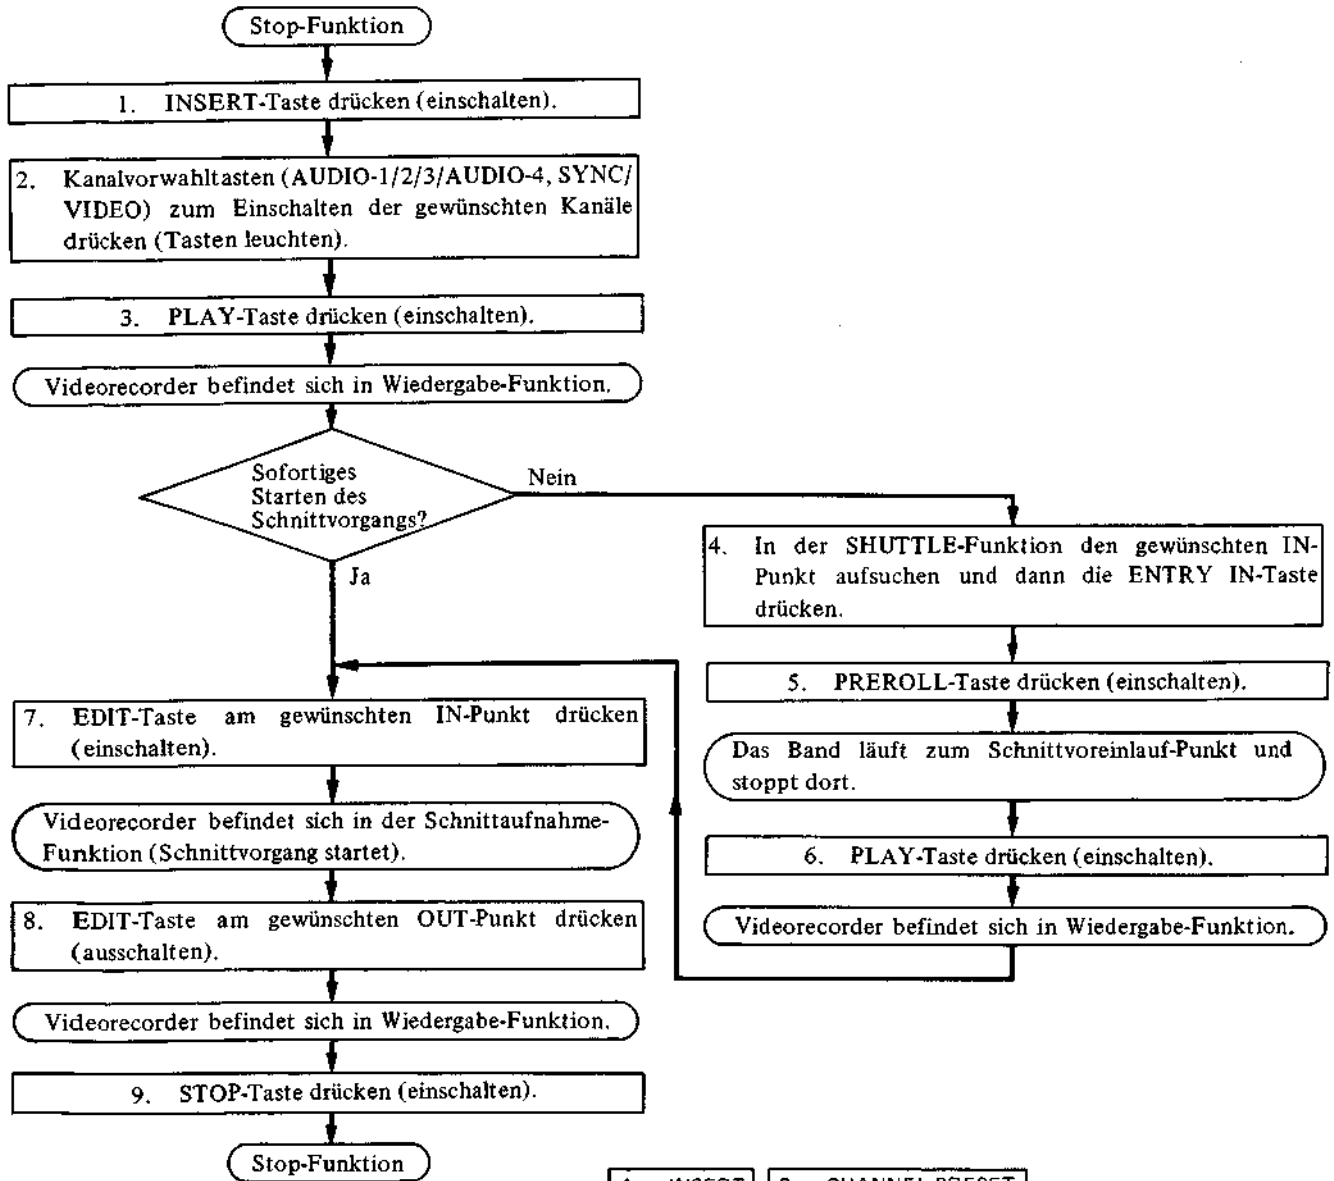 Stop-Funktion
1. INSERT-Taste drücken (einschalten).
2. Kanalvorwahltasten (AUDIO-1/2/3/AUDIO-4, SYNC/
VIDEO) zum Einschalten der gewünschten Kanäle
drücken (Tasten leuchten).
3. PLAY-Taste drücken (einschalten).
Videorecorder befindet sich in Wiedergabe-Funktion.
Sofortiges
Starten des
Schnittvorgangs?
Nein
Ja
4. In der SHUTTLE-Funktion den gewünschten IN-
Punkt aufsuchen und dann die ENTRY IN-Taste
drücken.
5. PREROLL-Taste drücken (einschalten).
Das Band läuft zum Schnittvoreinlauf-Punkt und
stoppt dort.
6. PLAY-Taste drücken (einschalten).
Videorecorder befindet sich in Wiedergabe-Funktion.
7. EDIT-Taste am gewünschten IN-Punkt drücken
(einschalten).
Videorecorder befindet sich in der Schnittaufnahme-
Funktion (Schnittvorgang startet).
8. EDIT-Taste am gewünschten OUT-Punkt drücken
(ausschalten).
Videorecorder befindet sich in Wiedergabe-Funktion.
9. STOP-Taste drücken (einschalten).
Stop-Funktion
INSERT
CHANNEL PRESET